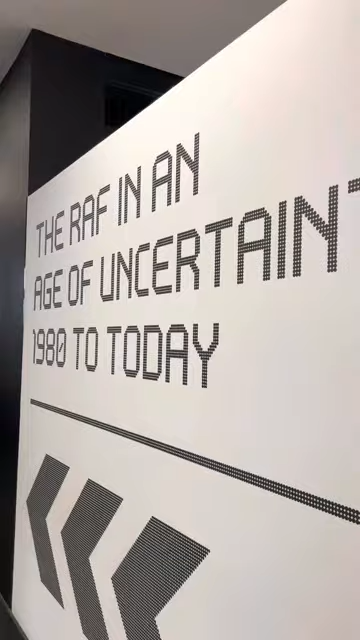 THE RAF IN AN
AGE OF UNCERTAINT
1980 TO TODAY